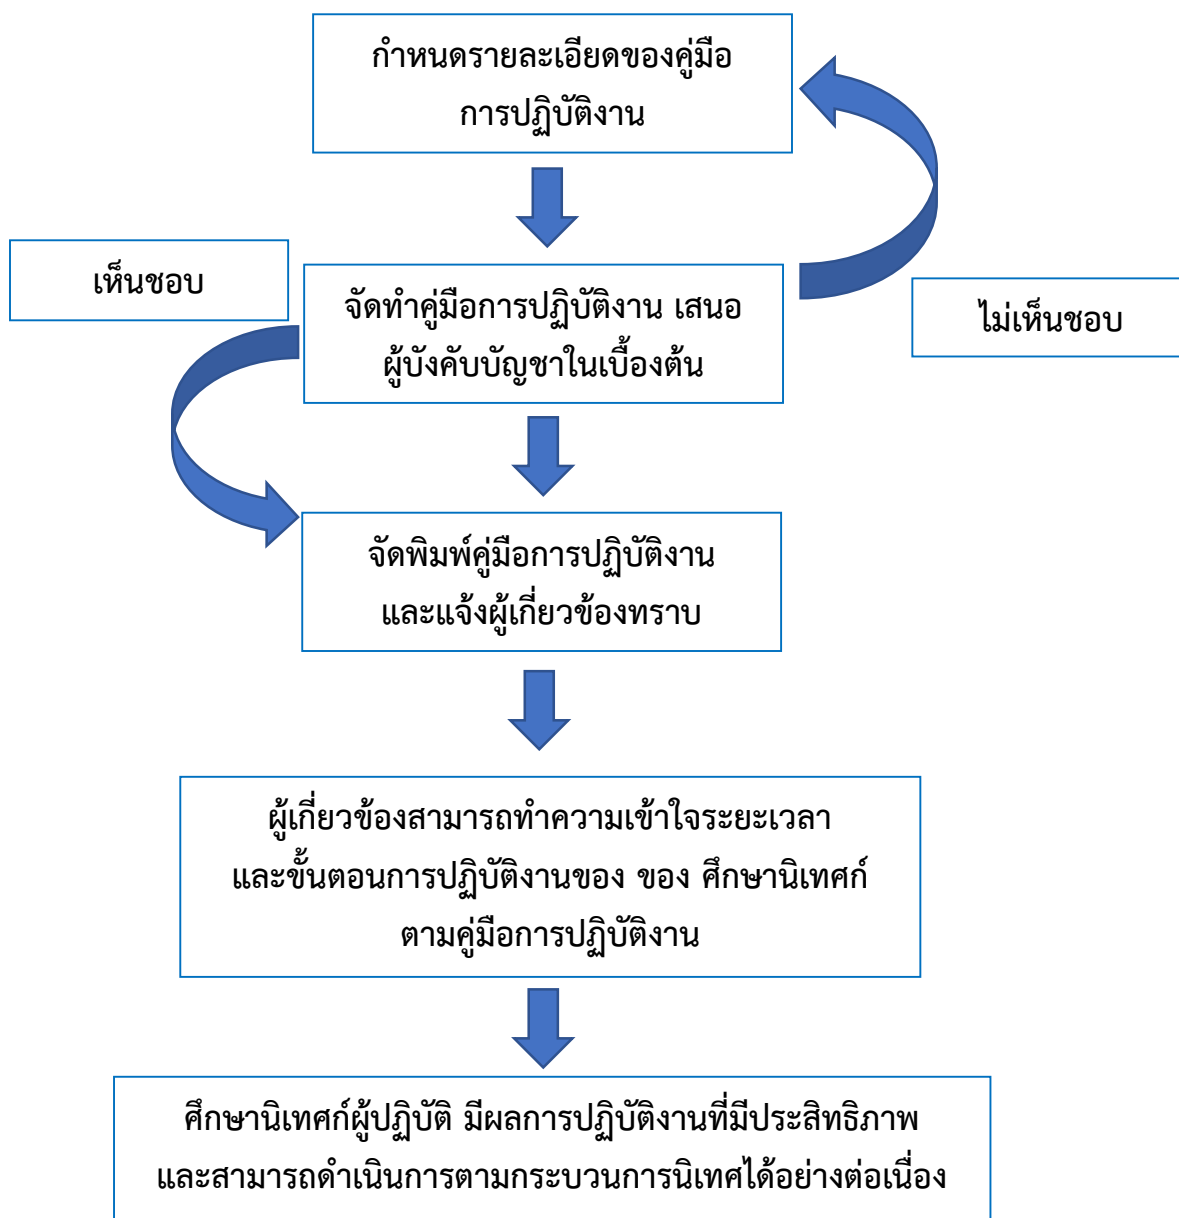 กำหนดรายละเอียดของคู่มือ
การปฏิบัติงาน
เห็นชอบ
จัดทำคู่มือการปฏิบัติงาน เสนอ
ผู้บังคับบัญชาในเบื้องต้น
ไม่เห็นชอบ
จัดพิมพ์คู่มือการปฏิบัติงาน
และแจ้งผู้เกี่ยวข้องทราบ
ผู้เกี่ยวข้องสามารถทำความเข้าใจระยะเวลา
และขั้นตอนการปฏิบัติงานของ ของ ศึกษานิเทศก์
ตามคู่มือการปฏิบัติงาน
ศึกษานิเทศก์ผู้ปฏิบัติ มีผลการปฏิบัติงานที่มีประสิทธิภาพ
และสามารถดำเนินการตามกระบวนการนิเทศได้อย่างต่อเนื่อง